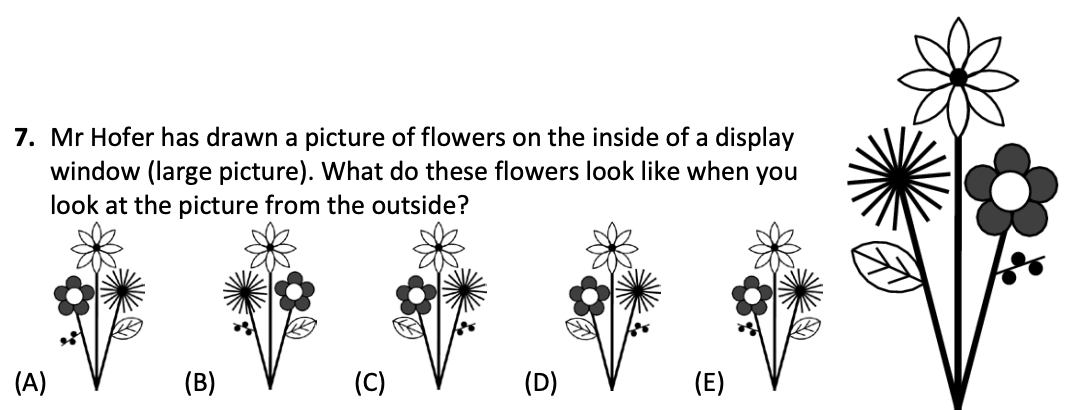 7. Mr Hofer has drawn a picture of flowers on the inside of a display
window (large picture). What do these flowers look like when you
look at the picture from the outside?
(A) (B) (C) (D) (E)